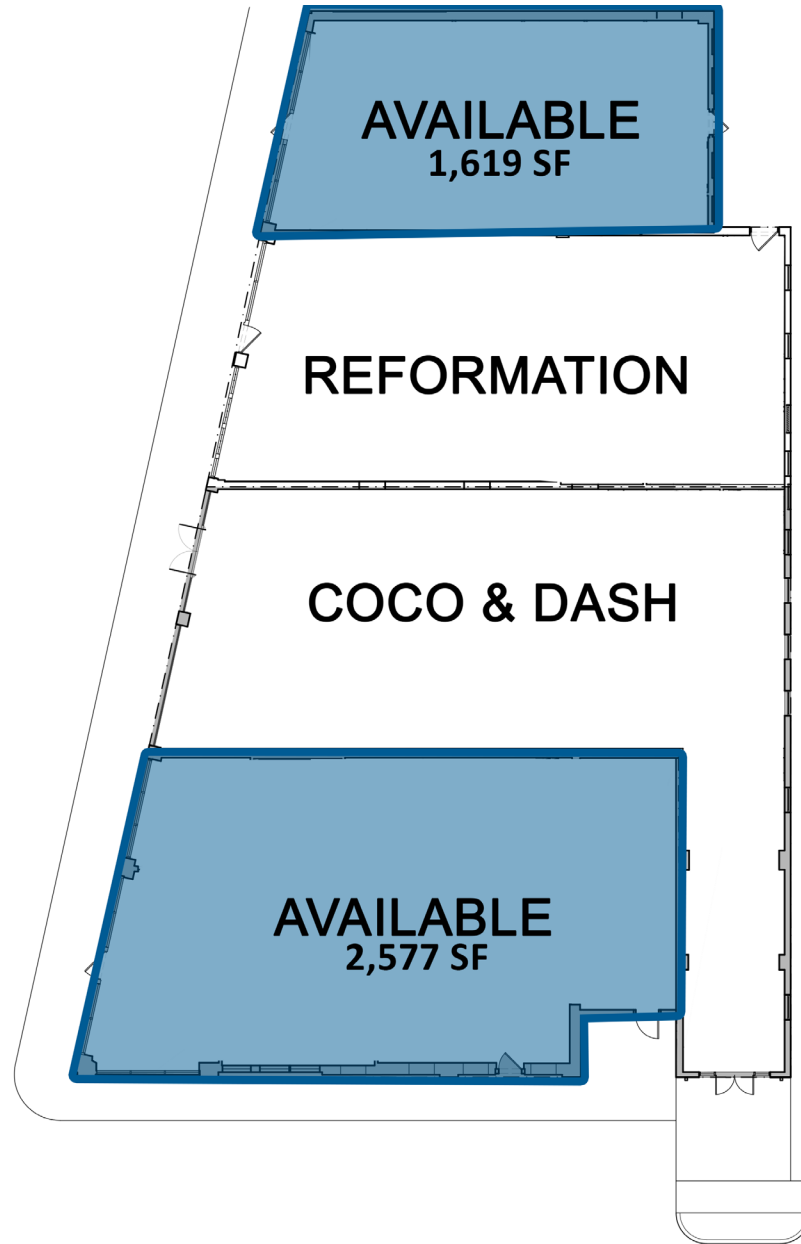 AVAILABLE
1,619 SF
REFORMATION
COCO & DASH
AVAILABLE
2,577 SF